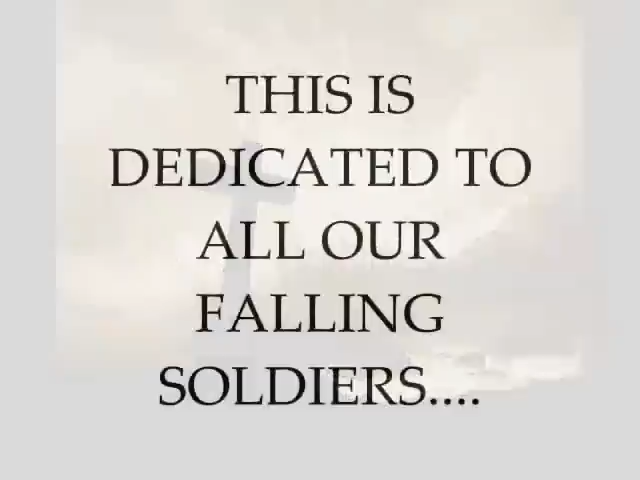 THIS IS
DEDICATED TO
ALL OUR
FALLING
SOLDIERS....